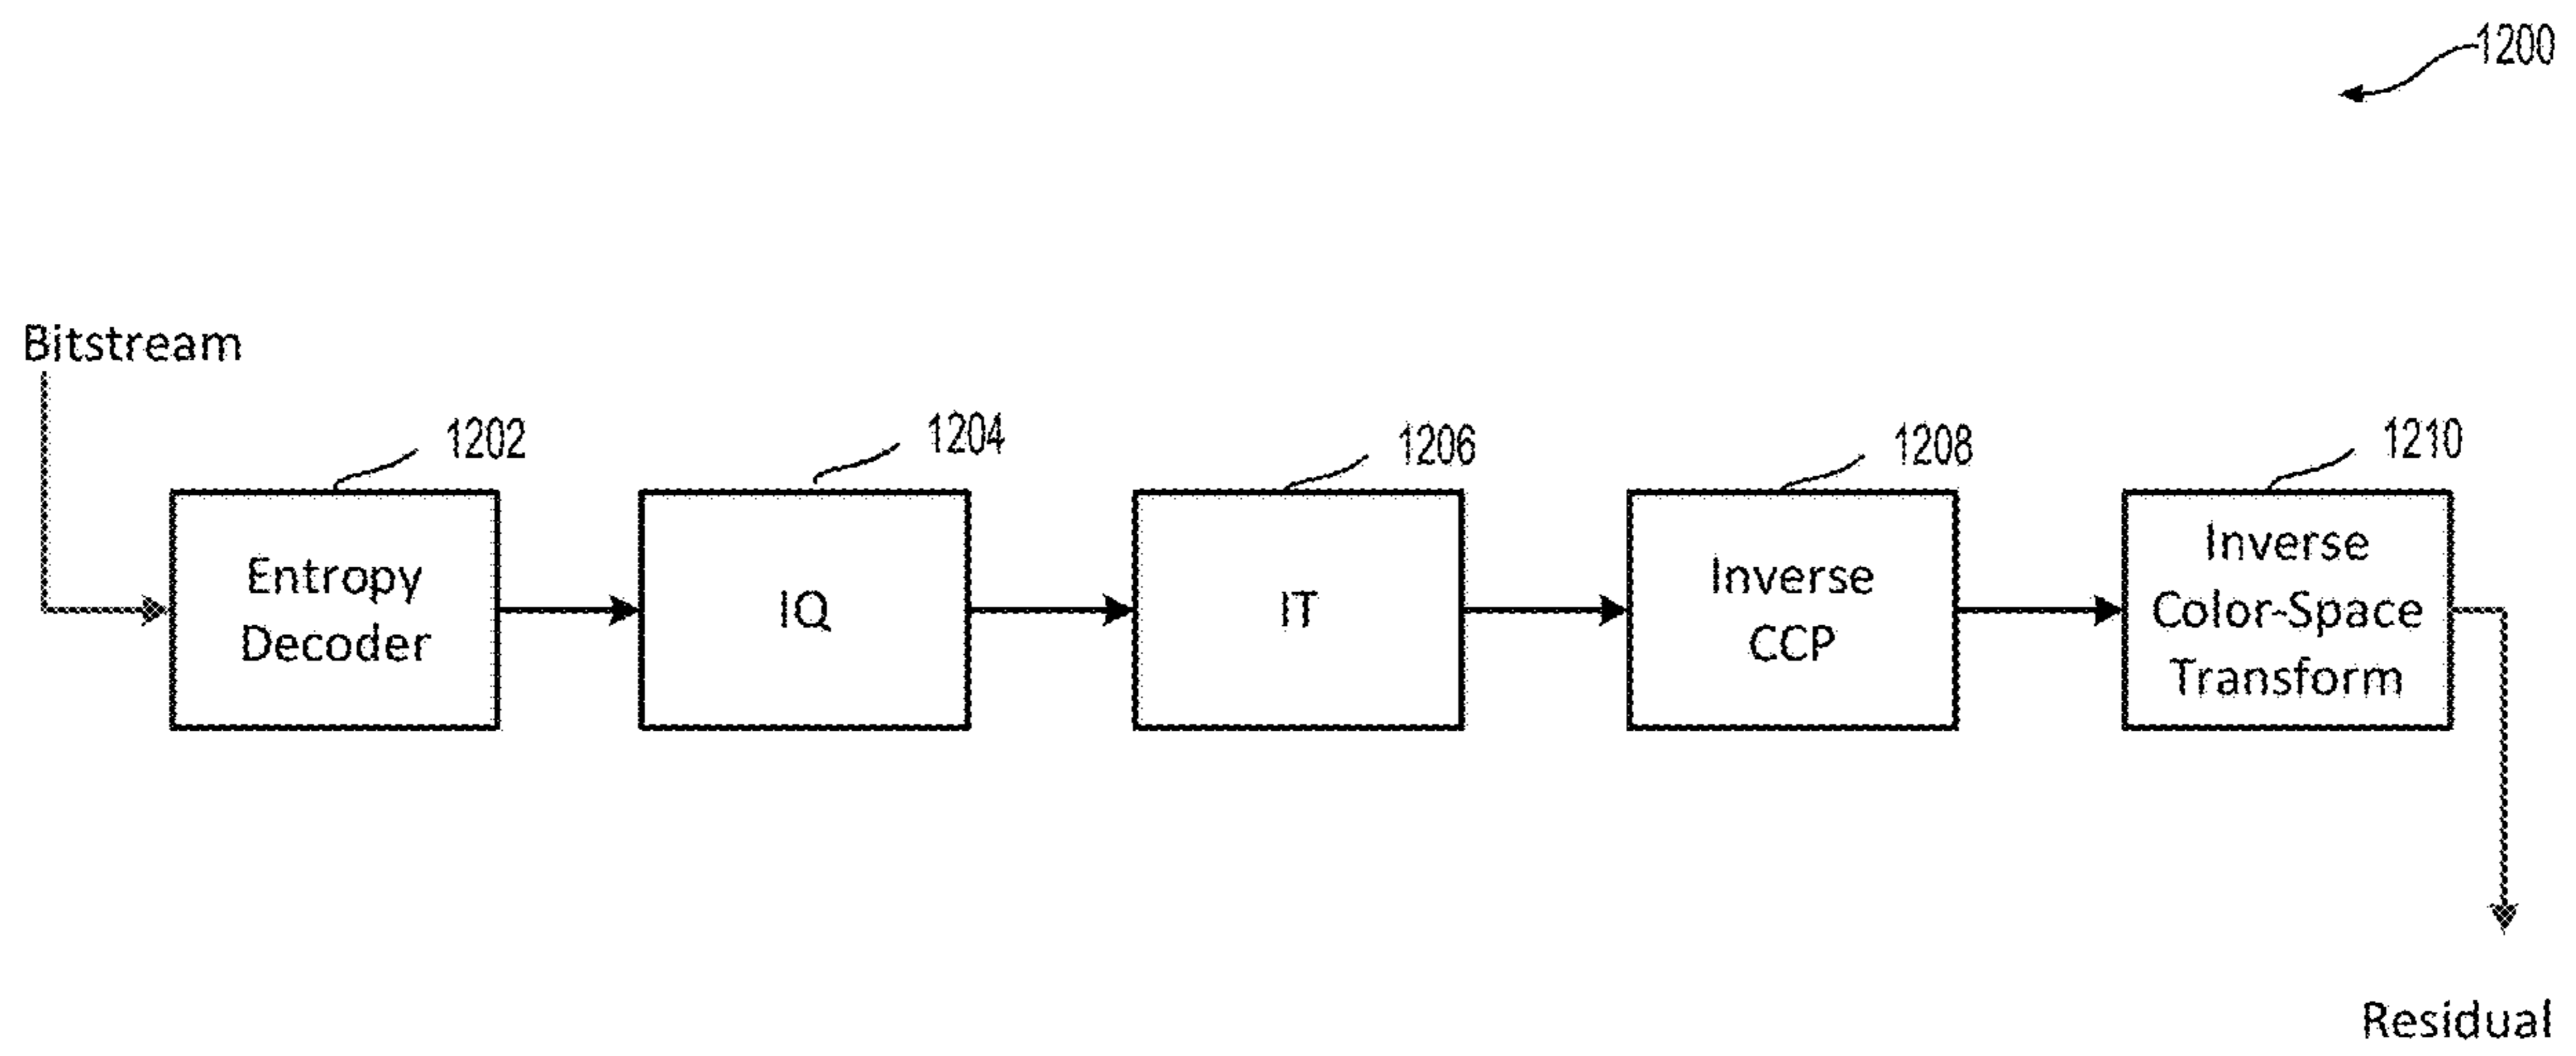 1200
Bitstream
1202
1204
1206
1208
1210
Entropy
Decoder
IQ
IT
Inverse
CCP
Inverse
Color-Space
Transform
Residual